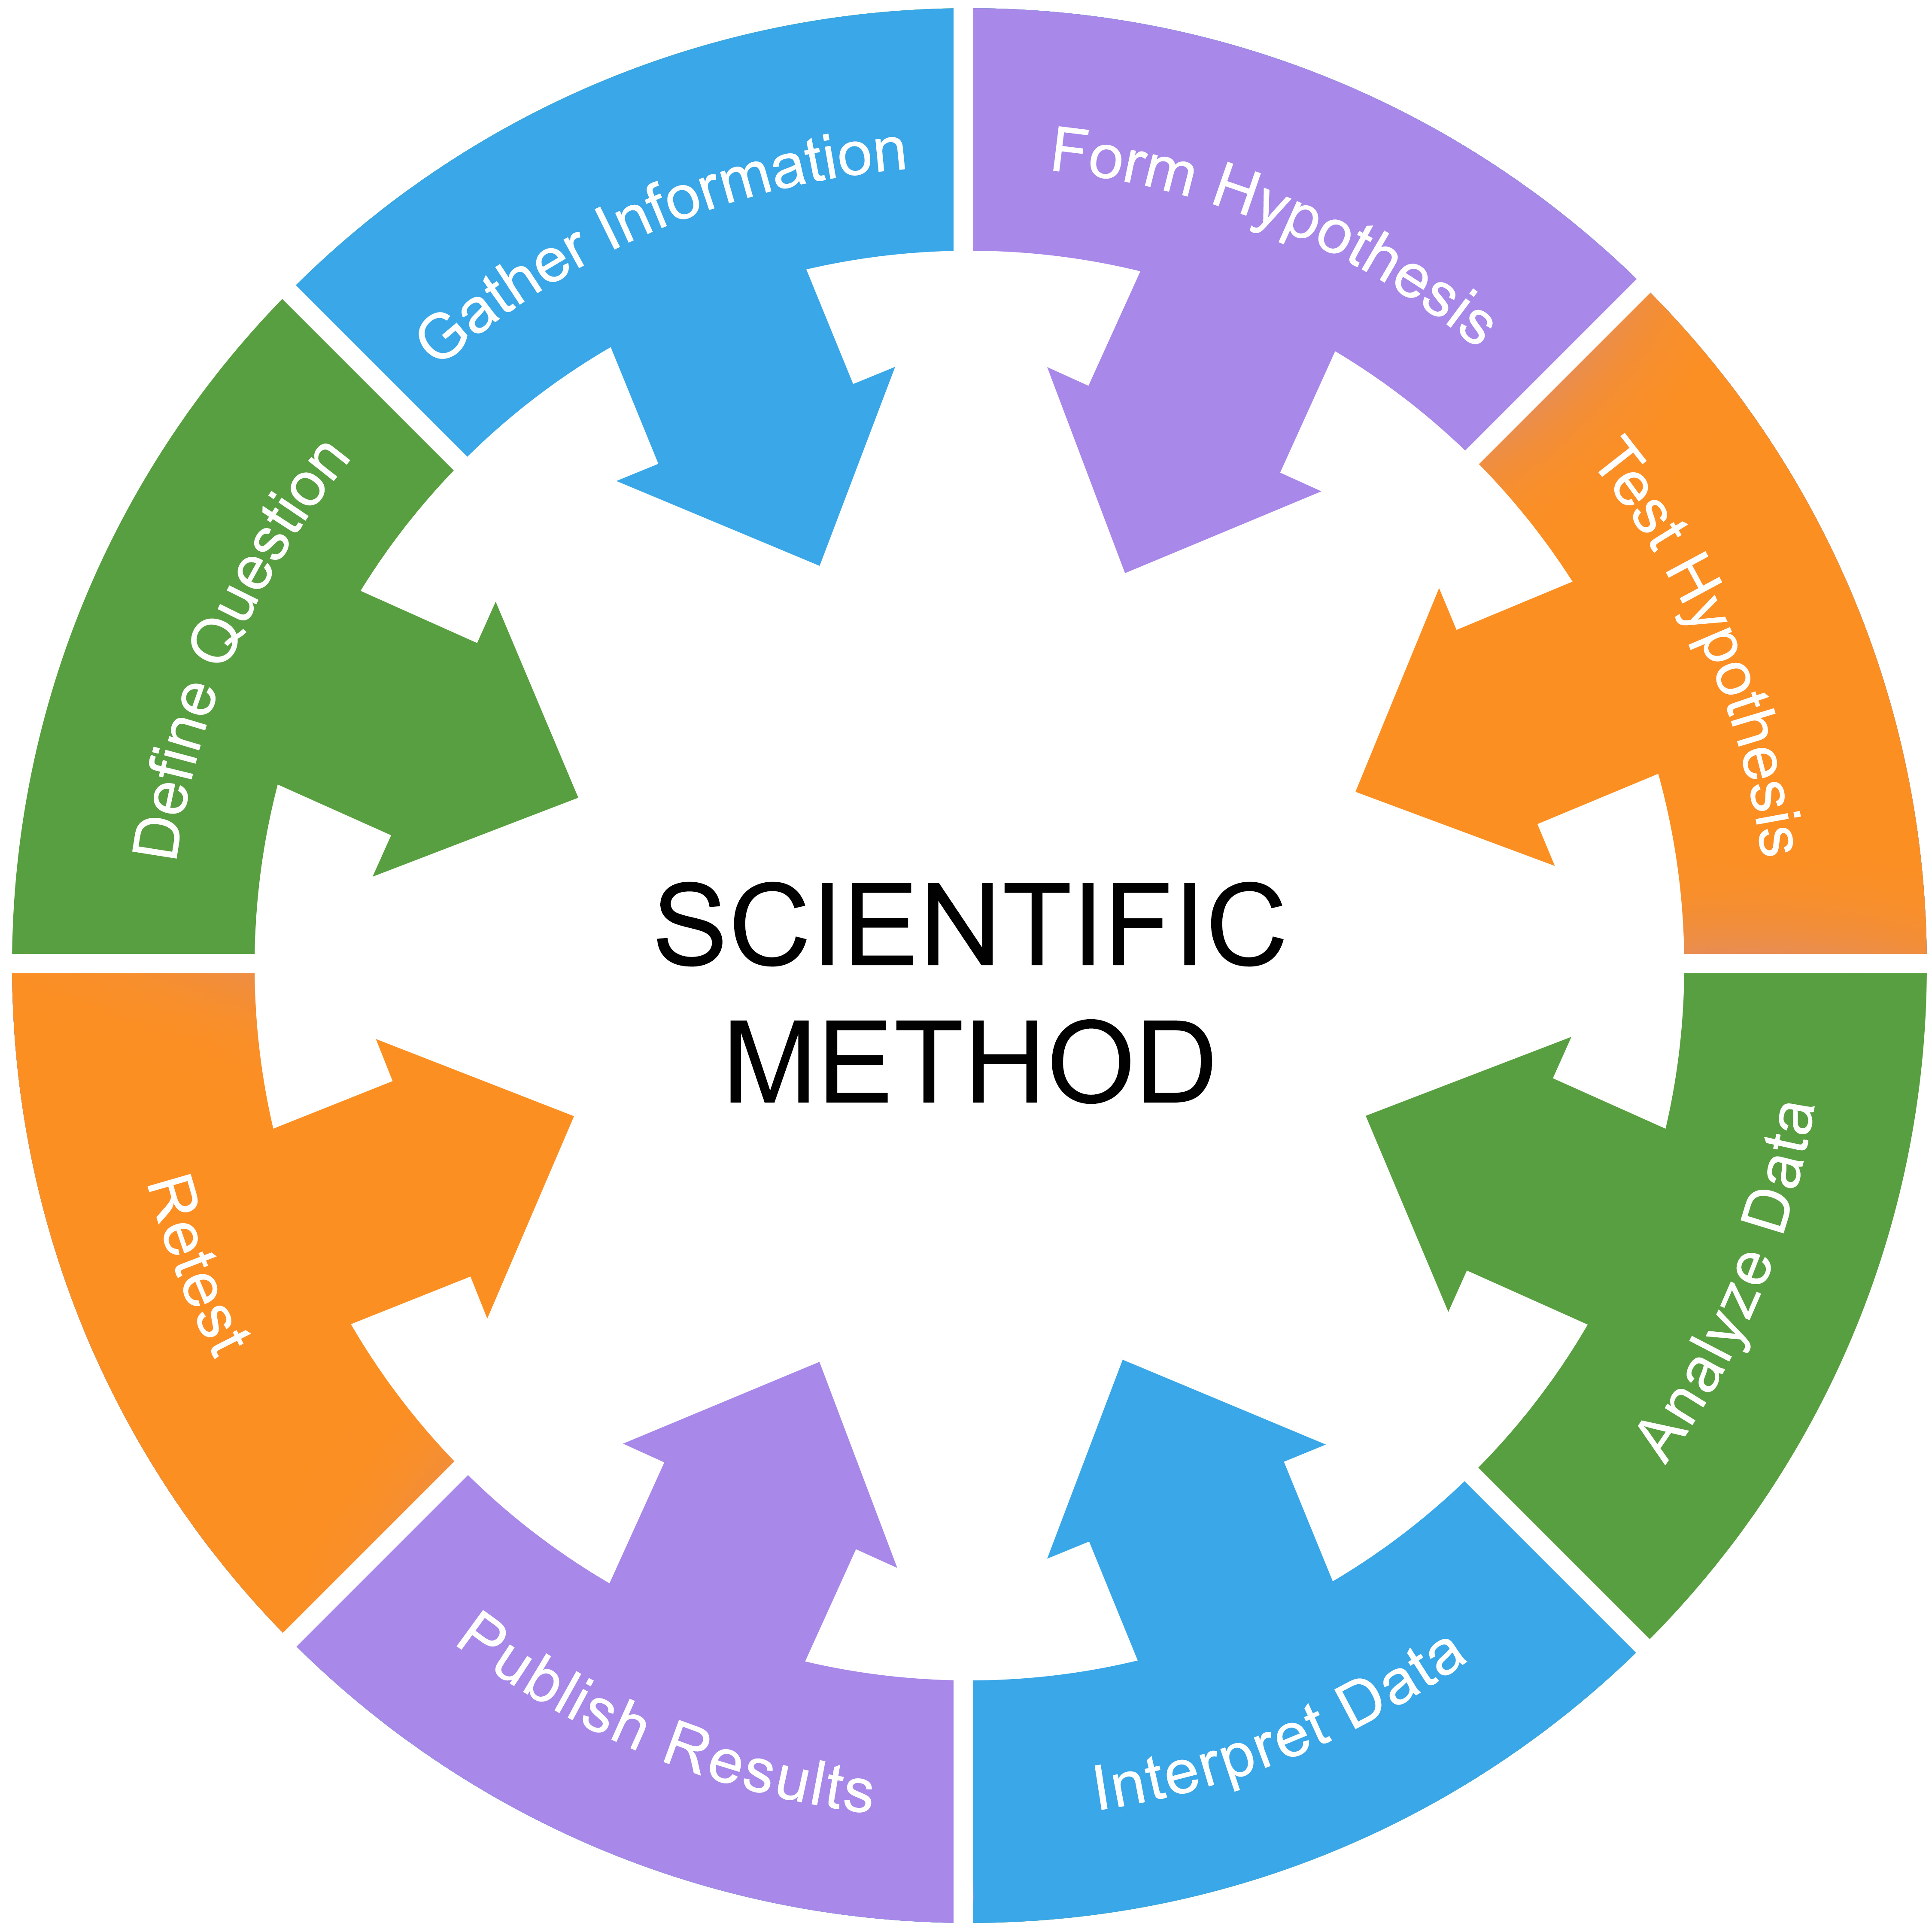 Define Question
Gather Information
Form Hypothesis
Test Hypothesis
Analyze Data
Interpret Data
Publish Results
Retest
SCIENTIFIC
METHOD